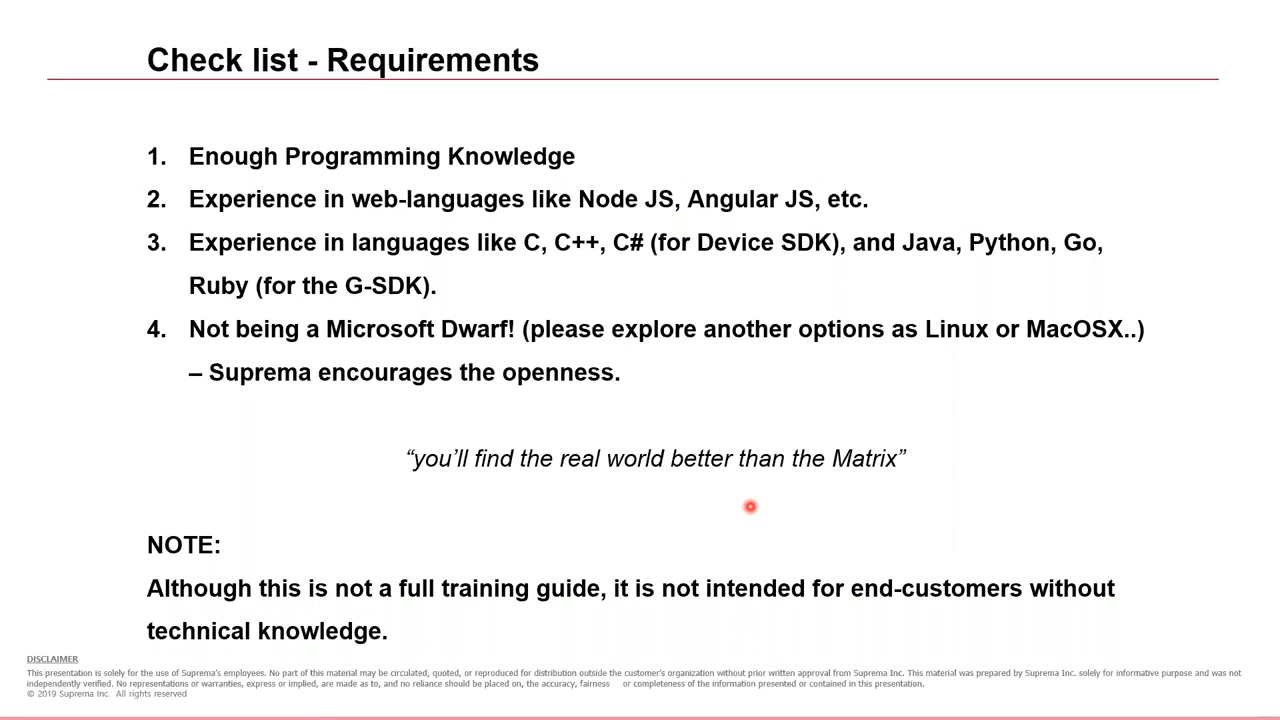 Check list - Requirements
1. Enough Programming Knowledge
2. Experience in web-languages like Node JS, Angular JS, etc.
3. Experience in languages like C, C++, C# (for Device SDK), and Java, Python, Go,
Ruby (for the G-SDK).
4. Not being a Microsoft Dwarf! (please explore another options as Linux or MacOSX..)
– Suprema encourages the openness.
“you’ll find the real world better than the Matrix”
NOTE:
Although this is not a full training guide, it is not intended for end-customers without
technical knowledge.
DISCLAIMER
This presentation is solely for the use of Suprema's employees. No part of this material may be circulated, quoted, or reproduced for distribution outside the customer's organization without prior written approval from Suprema Inc. This material was prepared by Suprema Inc. solely for informative purpose and was not
independently verified. No representations or warranties, express or implied, are made as to, and no reliance should be placed on, the accuracy, fairness or completeness of the information presented or contained in this presentation.
© 2019 Suprema Inc. All rights reserved